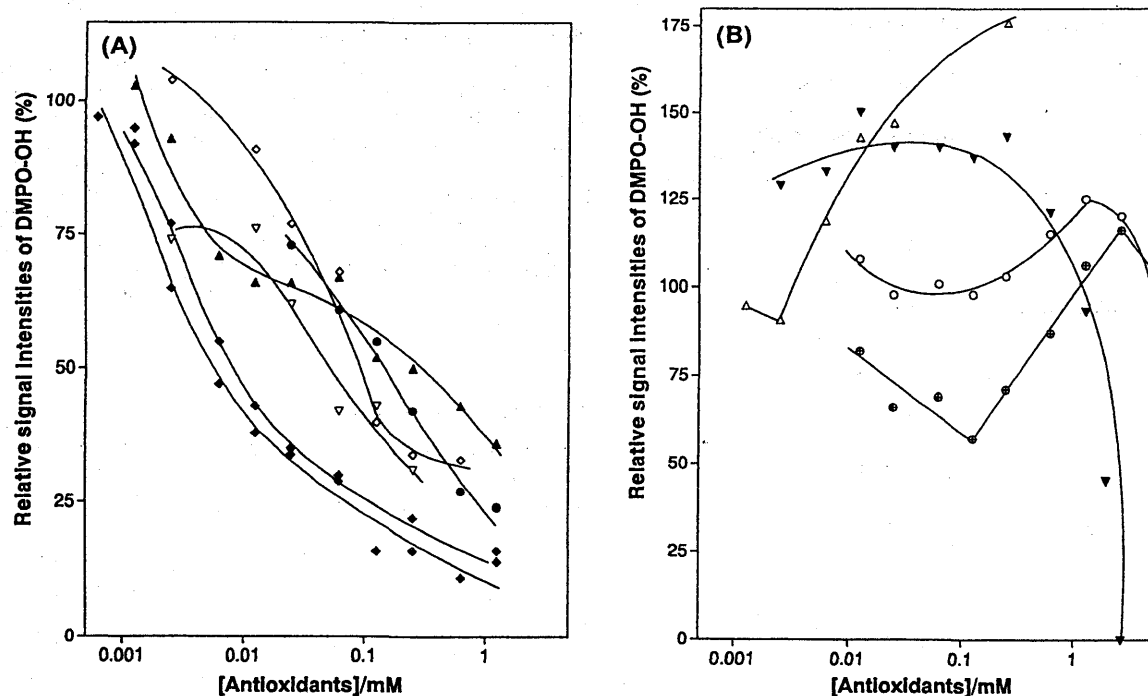 (A)
Relative signal Intensities of DMPO-OH (%)
100
75
50
25
0
0.001 0.01 0.1 1
[Antioxidants]/mM
(B)
Relative signal intensities of DMPO-OH (%)
175
150
125
100
75
50
25
0
0.001 0.01 0.1 1
[Antioxidants]/mM